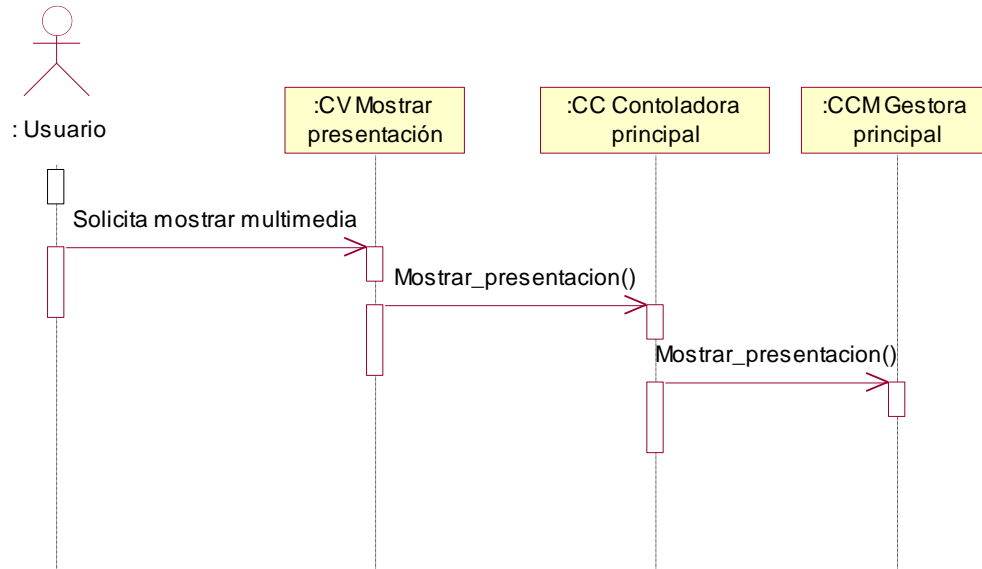 : Usuario
:CV Mostrar
presentación
:CC Contoladora
principal
:CCM Gestora
principal
Solicita mostrar multimedia
Mostrar_presentacion()
Mostrar_presentacion()